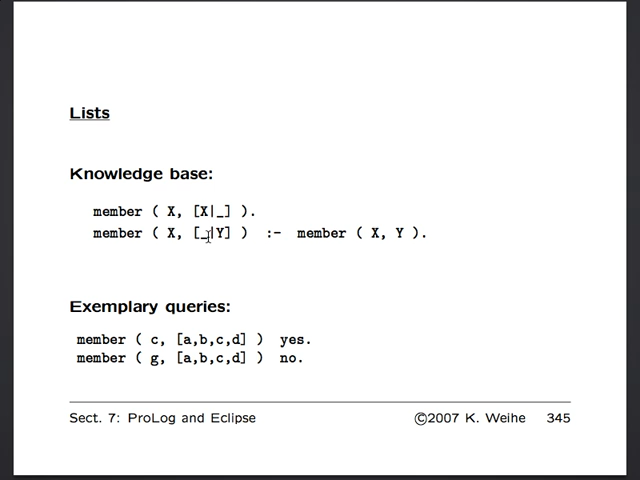 Lists
Knowledge base:
member ( X, [X|_] ).
member ( X, [_|Y] ) :- member ( X, Y ).
Exemplary queries:
member ( c, [a,b,c,d] ) yes.
member ( g, [a,b,c,d] ) no.
Sect. 7: ProLog and Eclipse ©2007 K. Weihe 345